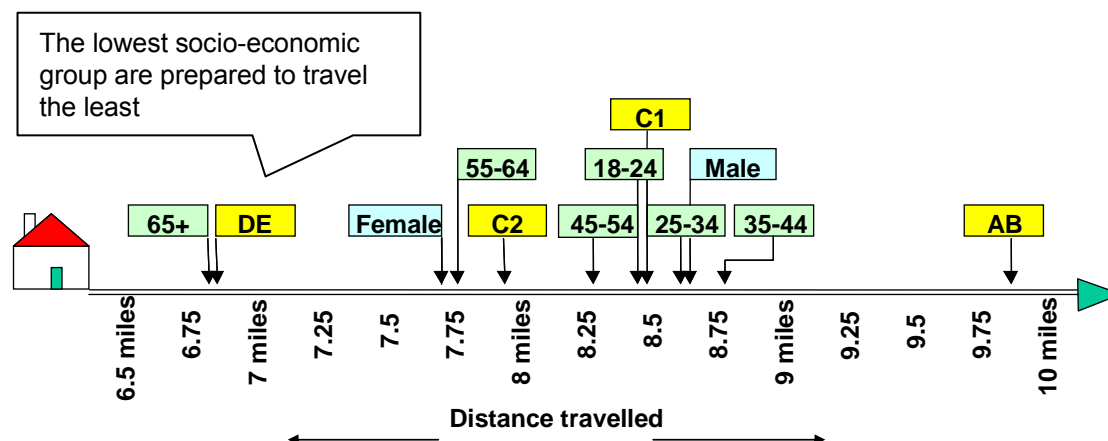 The lowest socio-economic
group are prepared to travel
the least
C1
55-64
18-24
Male
65+
DE
Female
C2
45-54
25-34
35-44
AB
6.5 miles
6.75
7 miles
7.25
7.5
7.75
8 miles
8.25
8.5
8.75
9 miles
9.25
9.5
9.75
10 miles
Distance travelled